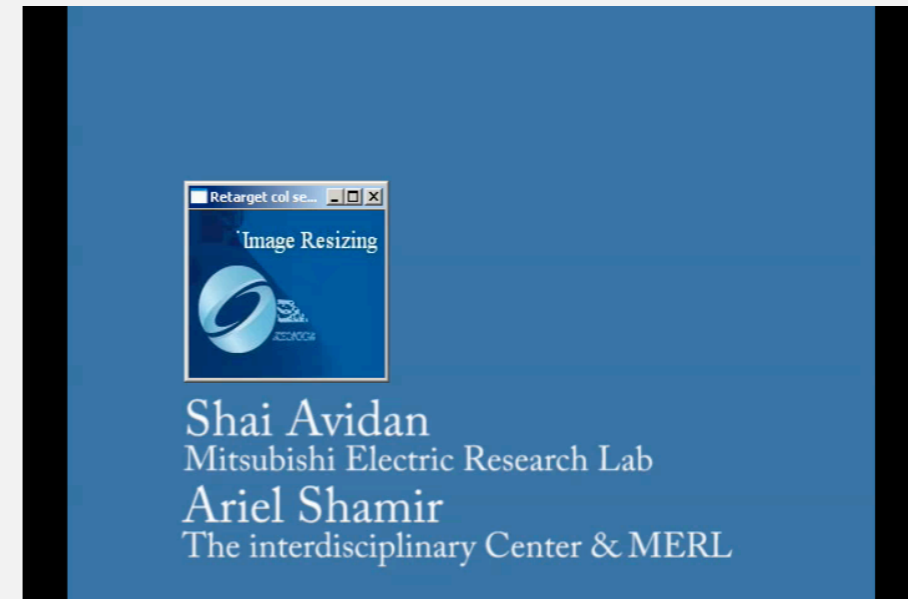 Retarget col se...
Image Resizing
Shai Avidan
Mitsubishi Electric Research Lab
Ariel Shamir
The interdisciplinary Center & MERL